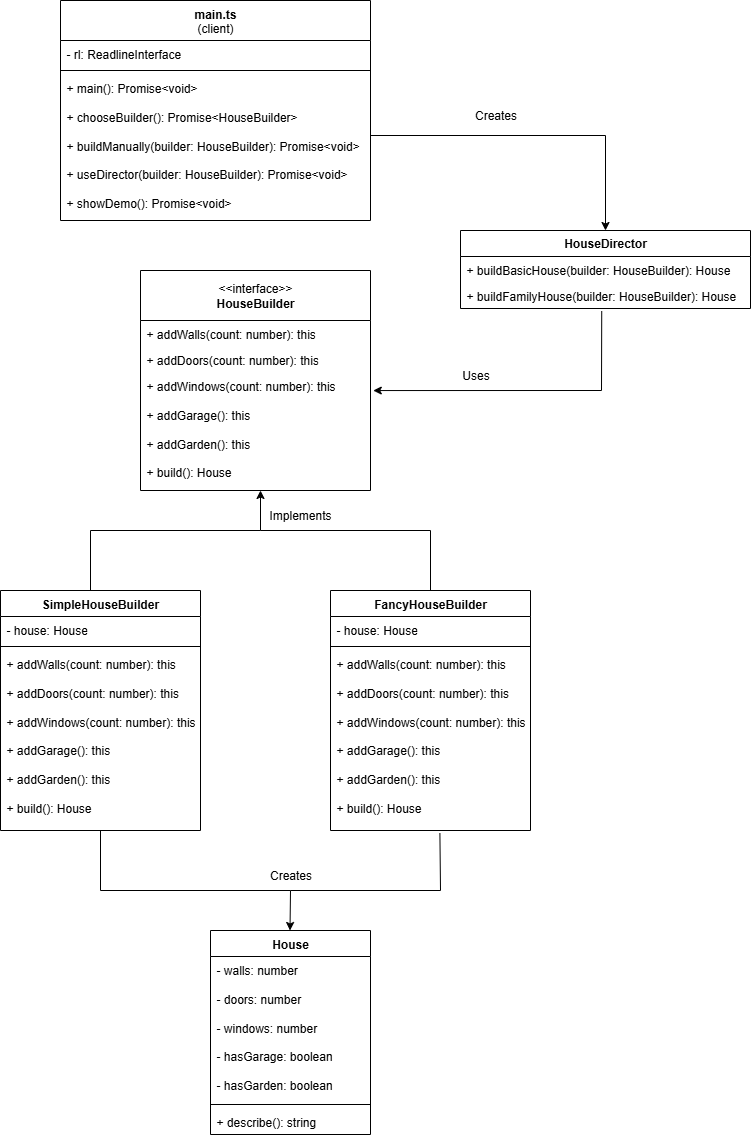 main.ts
(client)
- rl: ReadlineInterface
+ main(): Promise<void>
+ chooseBuilder(): Promise<HouseBuilder>
+ buildManually(builder: HouseBuilder): Promise<void>
+ useDirector(builder: HouseBuilder): Promise<void>
+ showDemo(): Promise<void>
Creates
HouseDirector
+ buildBasicHouse(builder: HouseBuilder): House
+ buildFamilyHouse(builder: HouseBuilder): House
Uses
<<interface>>
HouseBuilder
+ addWalls(count: number): this
+ addDoors(count: number): this
+ addWindows(count: number): this
+ addGarage(): this
+ addGarden(): this
+ build(): House
Implements
SimpleHouseBuilder
- house: House
+ addWalls(count: number): this
+ addDoors(count: number): this
+ addWindows(count: number): this
+ addGarage(): this
+ addGarden(): this
+ build(): House
FancyHouseBuilder
- house: House
+ addWalls(count: number): this
+ addDoors(count: number): this
+ addWindows(count: number): this
+ addGarage(): this
+ addGarden(): this
+ build(): House
Creates
House
- walls: number
- doors: number
- windows: number
- hasGarage: boolean
- hasGarden: boolean
+ describe(): string